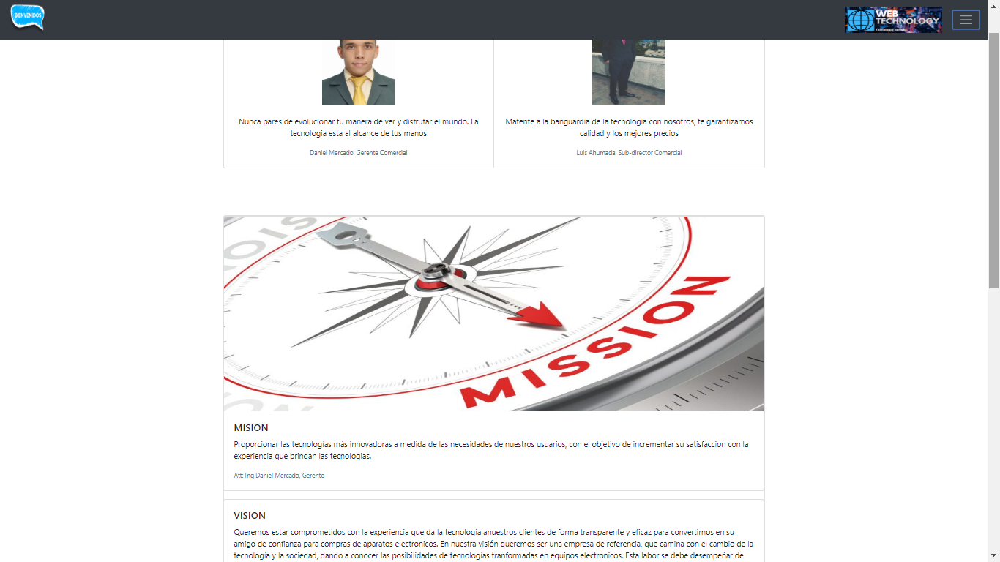 BIENVENIDOS
WEB
TECHNOLOGY
Nunca pares de evolucionar tu manera de ver y disfrutar el mundo. La
tecnologia esta al alcance de tus manos
Daniel Mercado: Gerente Comercial
Matente a la banguardia de la tecnologia con nosotros, te garantizamos
calidad y los mejores precios
Luis Ahumada: Sub-director Comercial
MISSION
MISION
Proporcionar las tecnologías más innovadoras a medida de las necesidades de nuestros usuarios, con el objetivo de incrementar su satisfaccion con la
experiencia que brindan las tecnologias.
Att: Ing Daniel Mercado, Gerente
VISION
Queremos estar comprometidos con la experiencia que da la tecnologia anuestros clientes de forma transparente y eficaz para convertirnos en su
amigo de confianza para compras de aparatos electronicos. En nuestra visión queremos ser una empresa de referencia, que camina con el cambio de la
tecnología y la sociedad, dando a conocer las posibilidades de tecnologías tranformadas en equipos electronicos. Esta labor se debe desempeñar de